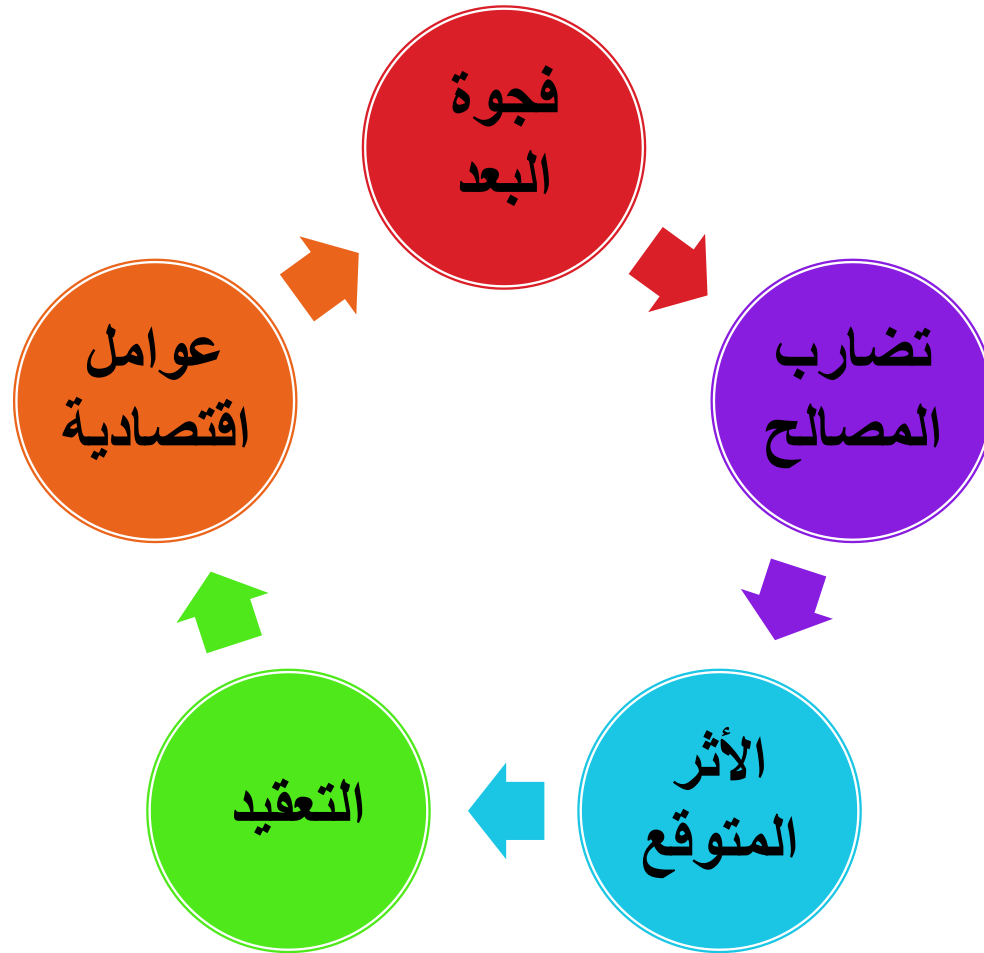 فجوة
البعد
تضارب
المصالح
الأثر
المتوقع
التعقيد
عوامل
اقتصادية